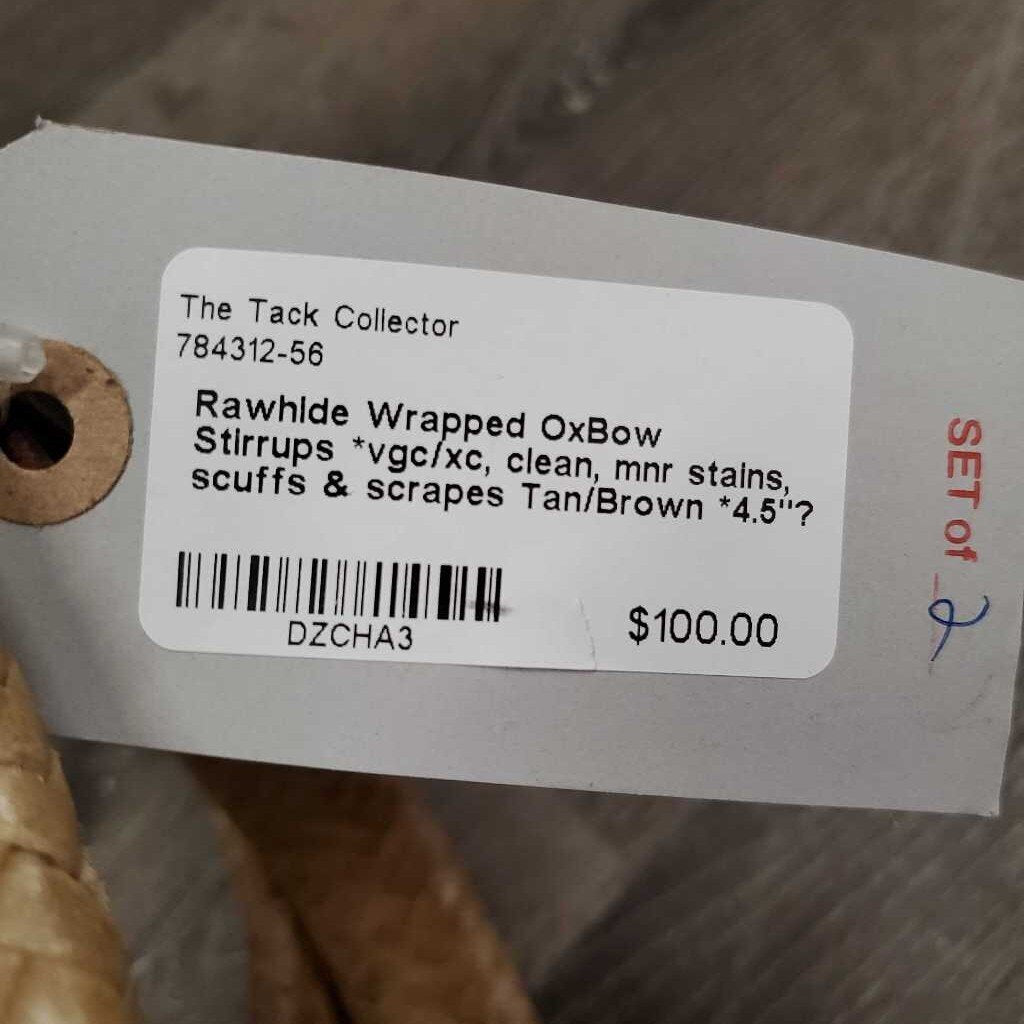 The Tack Collector
784312-56
Rawhide Wrapped OxBow
Stirrups *vgc/xc, clean, mnr stains,
scuffs & scrapes Tan/Brown *4.5"?
DZCHA3
$100.00
SET of 2